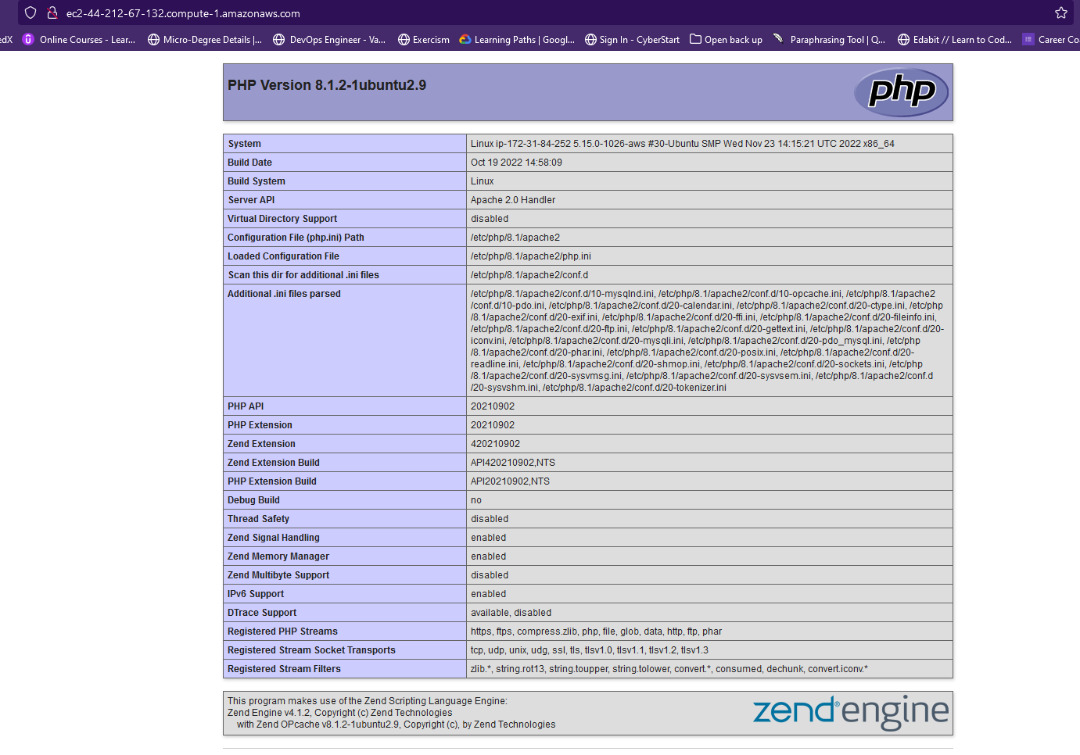 ec2-44-212-67-132.compute-1.amazonaws.com
edX Online Courses - Lear... Micro-Degree Details |... DevOps Engineer - Va... Exercism Learning Paths | Googl... Sign In - CyberStart Open back up Paraphrasing Tool | Q... Edabit // Learn to Cod... Career Co
PHP Version 8.1.2-1ubuntu2.9 php
System Linux ip-172-31-84-252 5.15.0-1026-aws #30-Ubuntu SMP Wed Nov 23 14:15:21 UTC 2022 x86_64
Build Date Oct 19 2022 14:58:09
Build System Linux
Server API Apache 2.0 Handler
Virtual Directory Support disabled
Configuration File (php.ini) Path /etc/php/8.1/apache2
Loaded Configuration File /etc/php/8.1/apache2/php.ini
Scan this dir for additional .ini files /etc/php/8.1/apache2/conf.d
Additional .ini files parsed /etc/php/8.1/apache2/conf.d/10-mysqlnd.ini, /etc/php/8.1/apache2/conf.d/10-opcache.ini, /etc/php/8.1/apache2
/conf.d/10-pdo.ini, /etc/php/8.1/apache2/conf.d/20-calendar.ini, /etc/php/8.1/apache2/conf.d/20-ctype.ini, /etc/php
/8.1/apache2/conf.d/20-exif.ini, /etc/php/8.1/apache2/conf.d/20-ffi.ini, /etc/php/8.1/apache2/conf.d/20-fileinfo.ini,
/etc/php/8.1/apache2/conf.d/20-ftp.ini, /etc/php/8.1/apache2/conf.d/20-gettext.ini, /etc/php/8.1/apache2/conf.d/20-
iconv.ini, /etc/php/8.1/apache2/conf.d/20-mysqli.ini, /etc/php/8.1/apache2/conf.d/20-pdo_mysql.ini, /etc/php
/8.1/apache2/conf.d/20-phar.ini, /etc/php/8.1/apache2/conf.d/20-posix.ini, /etc/php/8.1/apache2/conf.d/20-
readline.ini, /etc/php/8.1/apache2/conf.d/20-shmop.ini, /etc/php/8.1/apache2/conf.d/20-sockets.ini, /etc/php
/8.1/apache2/conf.d/20-sysvmsg.ini, /etc/php/8.1/apache2/conf.d/20-sysvsem.ini, /etc/php/8.1/apache2/conf.d
/20-sysvshm.ini, /etc/php/8.1/apache2/conf.d/20-tokenizer.ini
PHP API 20210902
PHP Extension 20210902
Zend Extension 420210902
Zend Extension Build API420210902,NTS
PHP Extension Build API20210902,NTS
Debug Build no
Thread Safety disabled
Zend Signal Handling enabled
Zend Memory Manager enabled
Zend Multibyte Support disabled
IPv6 Support enabled
DTrace Support available, disabled
Registered PHP Streams https, ftps, compress.zlib, php, file, glob, data, http, ftp, phar
Registered Stream Socket Transports tcp, udp, unix, udg, ssl, tls, tlsv1.0, tlsv1.1, tlsv1.2, tlsv1.3
Registered Stream Filters zlib.*, string.rot13, string.toupper, string.tolower, convert.*, consumed, dechunk, convert.iconv.*
This program makes use of the Zend Scripting Language Engine:
Zend Engine v4.1.2, Copyright (c) Zend Technologies
with Zend OPcache v8.1.2-1ubuntu2.9, Copyright (c), by Zend Technologies
zend engine